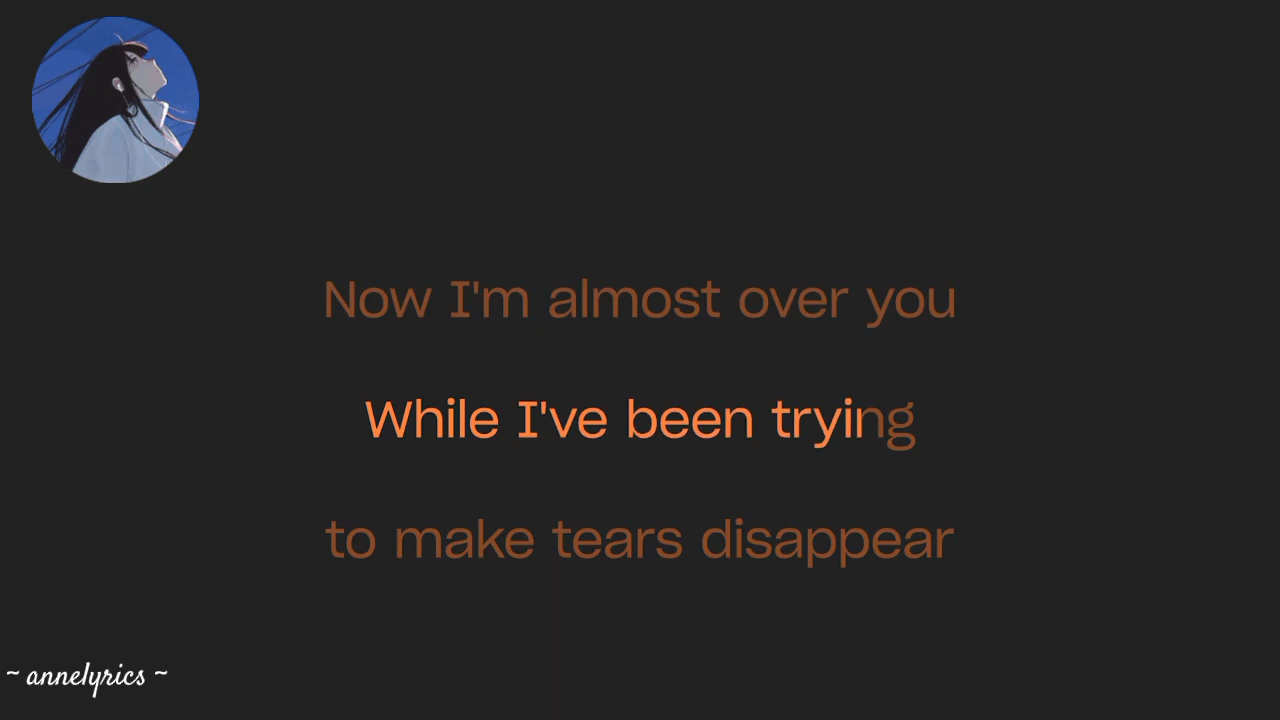 Now I'm almost over you
While I've been trying
to make tears disappear
~ annelyrics ~